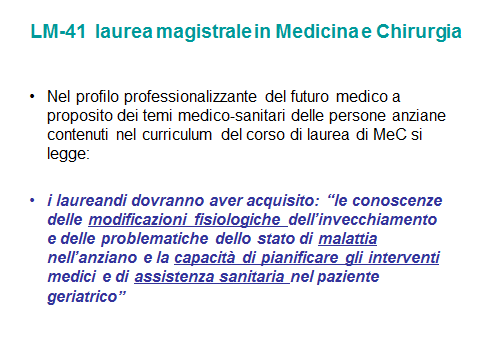 LM-41 laurea magistrale in Medicina e Chirurgia
• Nel profilo professionalizzante del futuro medico a
proposito dei temi medico-sanitari delle persone anziane
contenuti nel curriculum del corso di laurea di MeC si
legge:
• i laureandi dovranno aver acquisito: “le conoscenze
delle modificazioni fisiologiche dell’invecchiamento
e delle problematiche dello stato di malattia
nell’anziano e la capacità di pianificare gli interventi
medici e di assistenza sanitaria nel paziente
geriatrico”